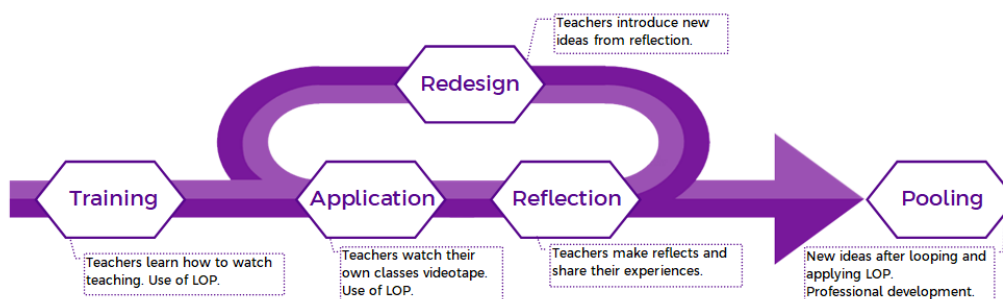 Teachers introduce new
ideas from reflection.
Redesign
Training
Application
Reflection
Pooling
Teachers learn how to watch
teaching. Use of LOP.
Teachers watch their
own classes videotape.
Use of LOP.
Teachers make reflects and
share their experiences.
New ideas after looping and
applying LOP.
Professional development.